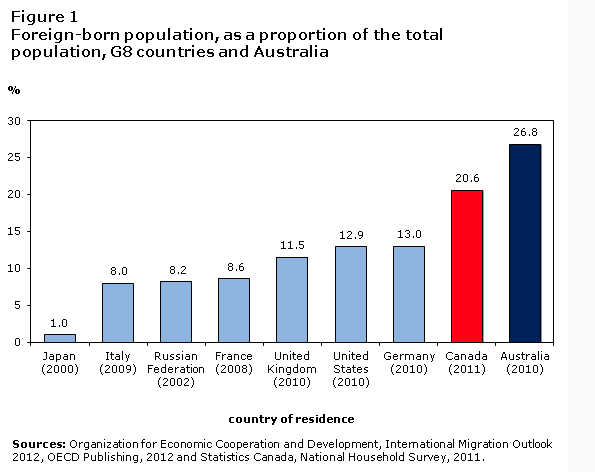 Figure 1
Foreign-born population, as a proportion of the total
population, G8 countries and Australia
%
30
25
20
15
10
5
0
1.0
8.0
8.2
8.6
11.5
12.9
13.0
20.6
26.8
Japan
(2000)
Italy
(2009)
Russian
Federation
(2002)
France
(2008)
United
Kingdom
(2010)
United
States
(2010)
Germany
(2010)
Canada
(2011)
Australia
(2010)
country of residence
Sources: Organization for Economic Cooperation and Development, International Migration Outlook
2012, OECD Publishing, 2012 and Statistics Canada, National Household Survey, 2011.